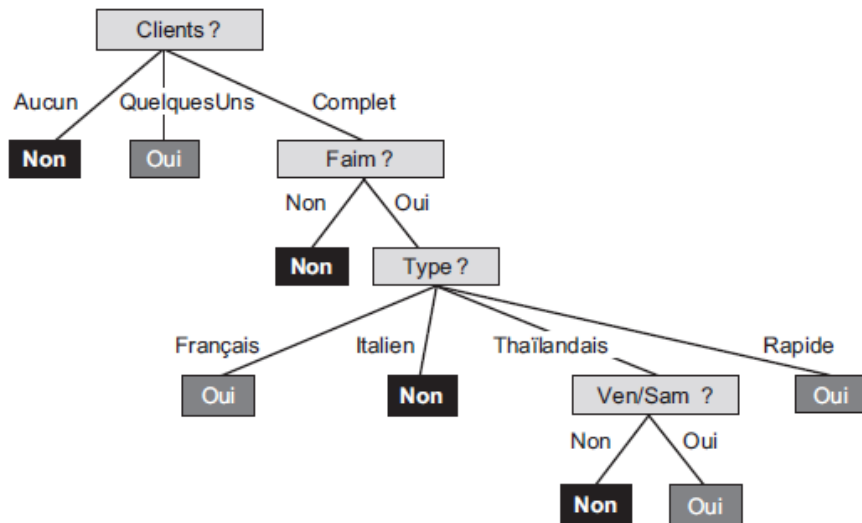 Clients ?
Aucun QuelquesUns Complet
Non Oui Faim ?
Non Oui
Non Type ?
Français Italien Thaïlandais Rapide
Oui Non Ven/Sam ? Oui
Non Oui
Non Oui